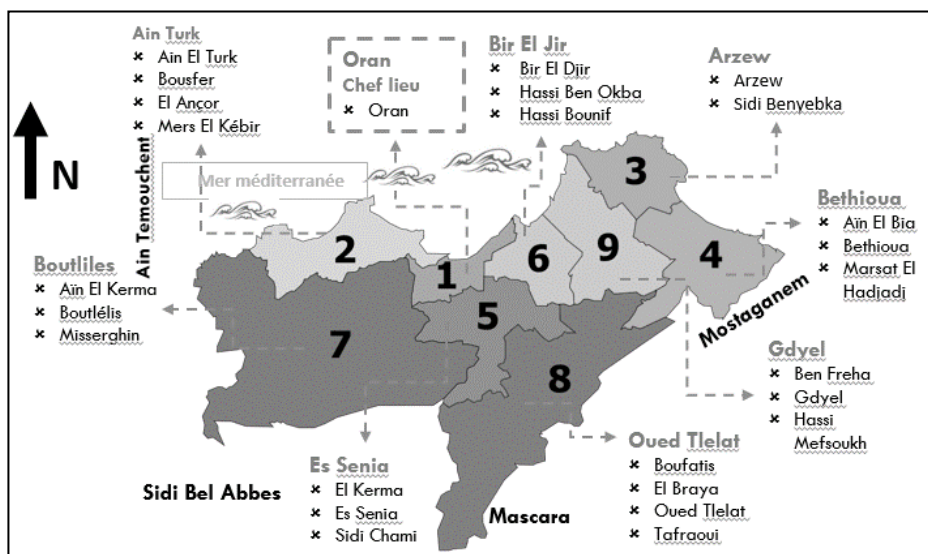 Ain Turk
× Ain El Turk
× Bousfer
× El Ançor
× Mers El Kébir
Oran
Chef lieu
× Oran
Bir El Jir
× Bir El Djir
× Hassi Ben Okba
× Hassi Bounif
Arzew
× Arzew
× Sidi Benyebka
N
Ain Temouchent
Mer méditerranée
Bethioua
× Aïn El Bia
× Bethioua
× Marsat El
Hadjadj
Boutliles
× Aïn El Kerma
× Boutlélis
× Misserghin
1
2
3
4
5
6
7
8
9
Mostaganem
Gdyel
× Ben Freha
× Gdyel
× Hassi
Mefsoukh
Oued Tlelat
× Boufatis
× El Braya
× Oued Tlelat
× Tafraoui
Es Senia
× El Kerma
× Es Senia
× Sidi Chami
Sidi Bel Abbes
Mascara